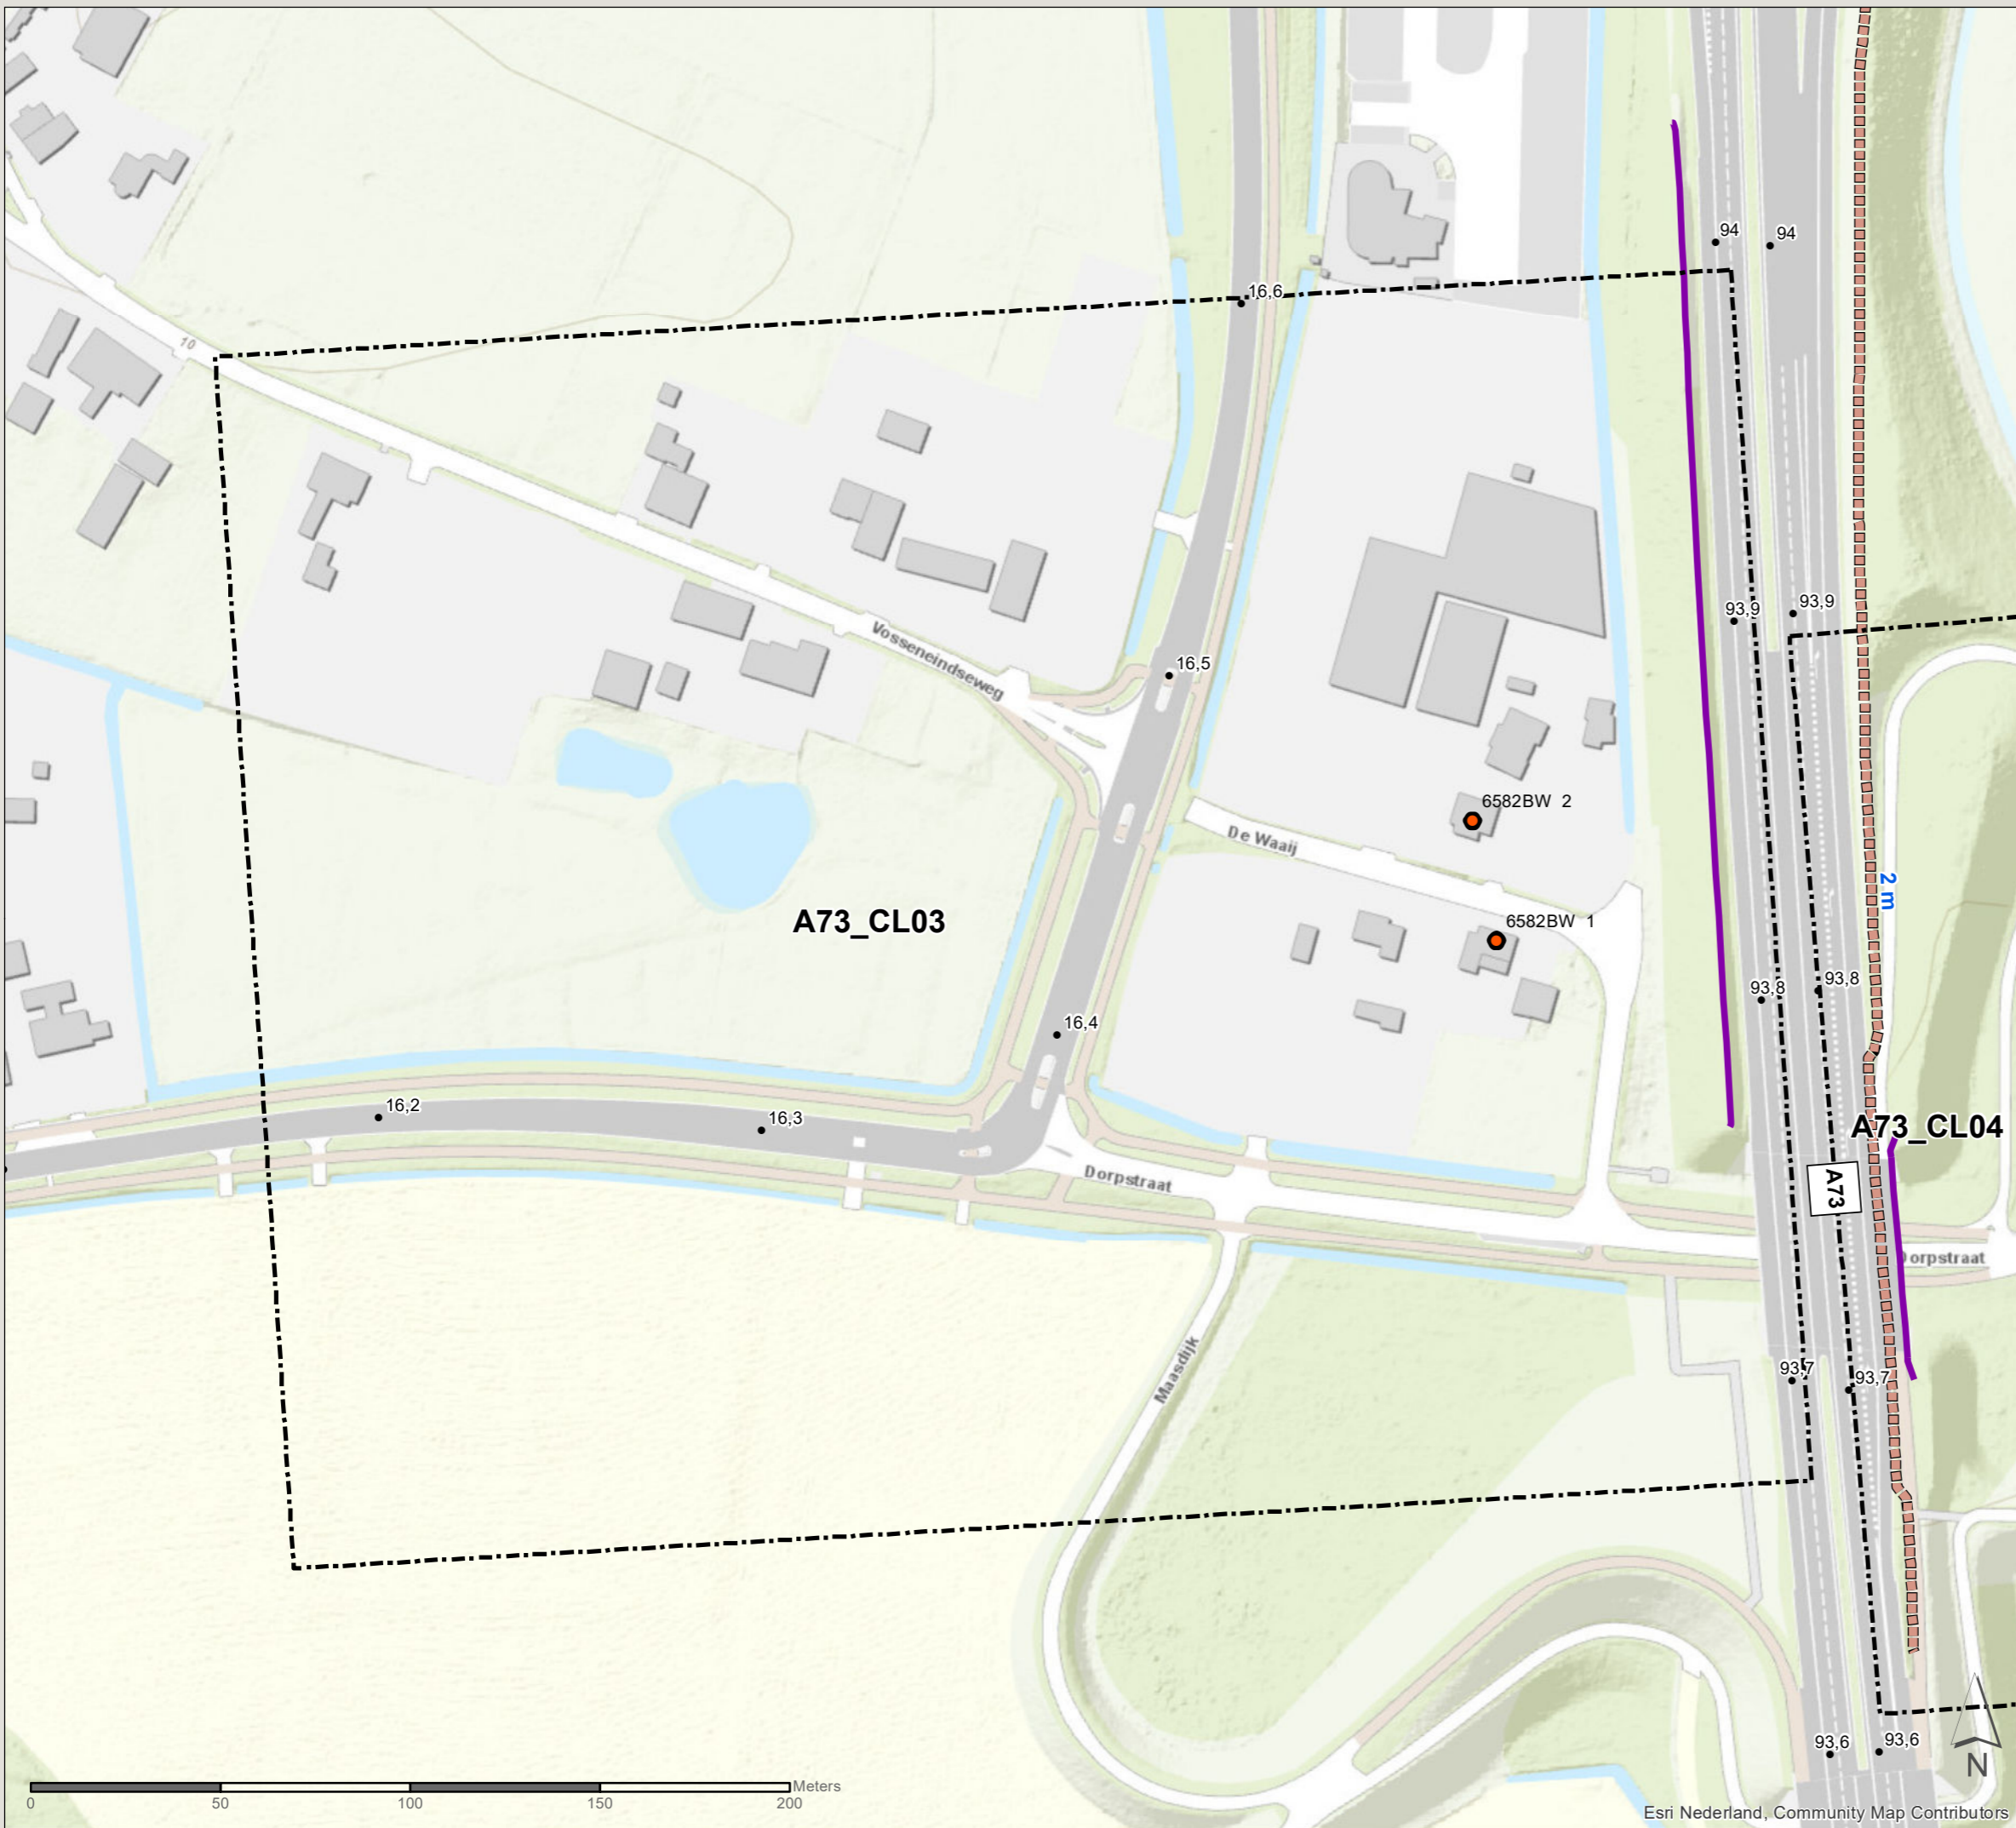 94
94
16,6
10
93,9
93,9
Vosseneindseweg
16,5
6582BW 2
De Waaij
2 m
A73_CL03
6582BW 1
93,8
93,8
16,4
16,2
16,3
A73_CL04
Dorpstraat
A73
orpstraat
Maasdijk
93,7
93,7
93,6
93,6
N
Meters
0
50
100
150
200
Esri Nederland, Community Map Contributors